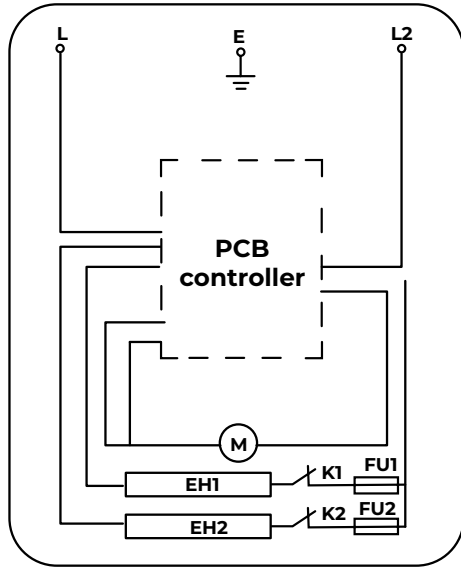 L
E
L2
PCB
controller
M
EH1
K1
FU1
EH2
K2
FU2